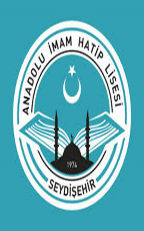 ANADOLU İMAM HATİP LİSESİ
1974
SEYDİŞEHİR